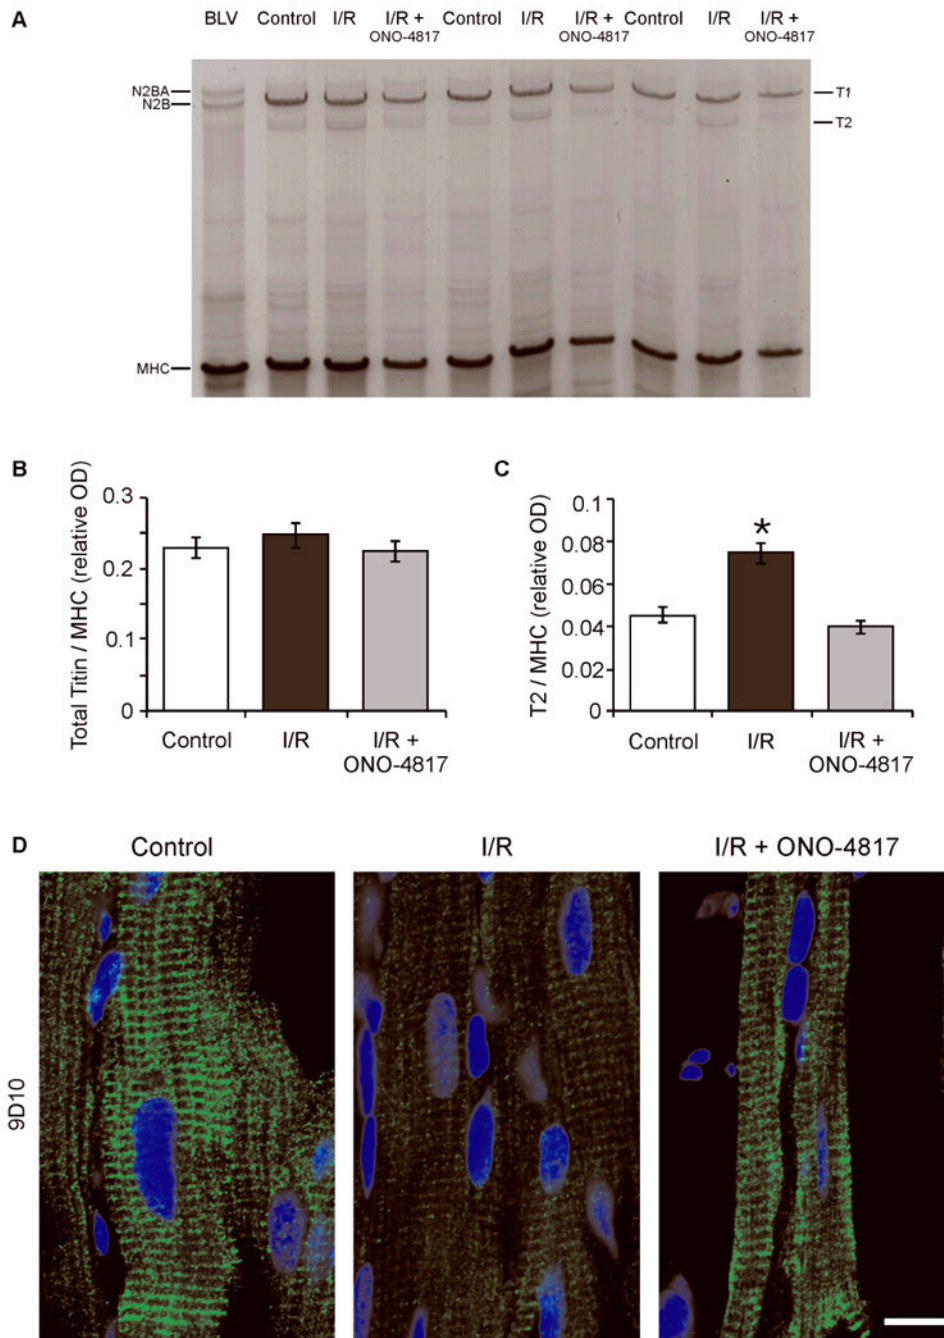 A
BLV Control I/R I/R + ONO-4817 Control I/R I/R + ONO-4817 Control I/R I/R + ONO-4817
N2BA
N2B
T1
T2
MHC
B
Total Titin / MHC (relative OD)
0.3
0.2
0.1
0
Control
I/R
I/R +
ONO-4817
C
T2 / MHC (relative OD)
0.1
0.08
0.06
0.04
0.02
0
*
Control
I/R
I/R +
ONO-4817
D
Control
I/R
I/R + ONO-4817
9D10